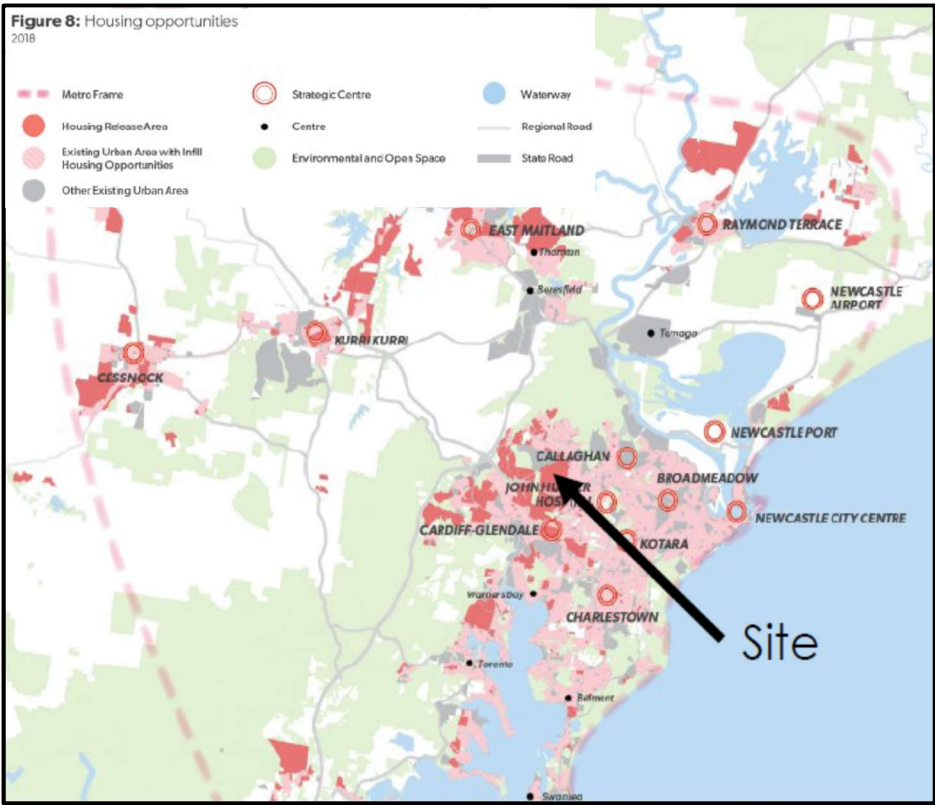 Figure 8: Housing opportunities
2018
Metro Frame
Housing Release Area
Existing Urban Area with Infill
Housing Opportunities
Other Existing Urban Area
Strategic Centre
Centre
Environmental and Open Space
Waterway
Regional Road
State Road
EAST MAITLAND
Thornton
RAYMOND TERRACE
Beresfield
NEWCASTLE
AIRPORT
Tomago
KURRI KURRI
CESSNOCK
NEWCASTLE PORT
CALLAGHAN
BROADMEADOW
JOHN HUNTER
HOSPITAL
NEWCASTLE CITY CENTRE
CARDIFF-GLENDALE
KOTARA
Warners Bay
CHARLESTOWN
Site
Toronto
Belmont
Swansea